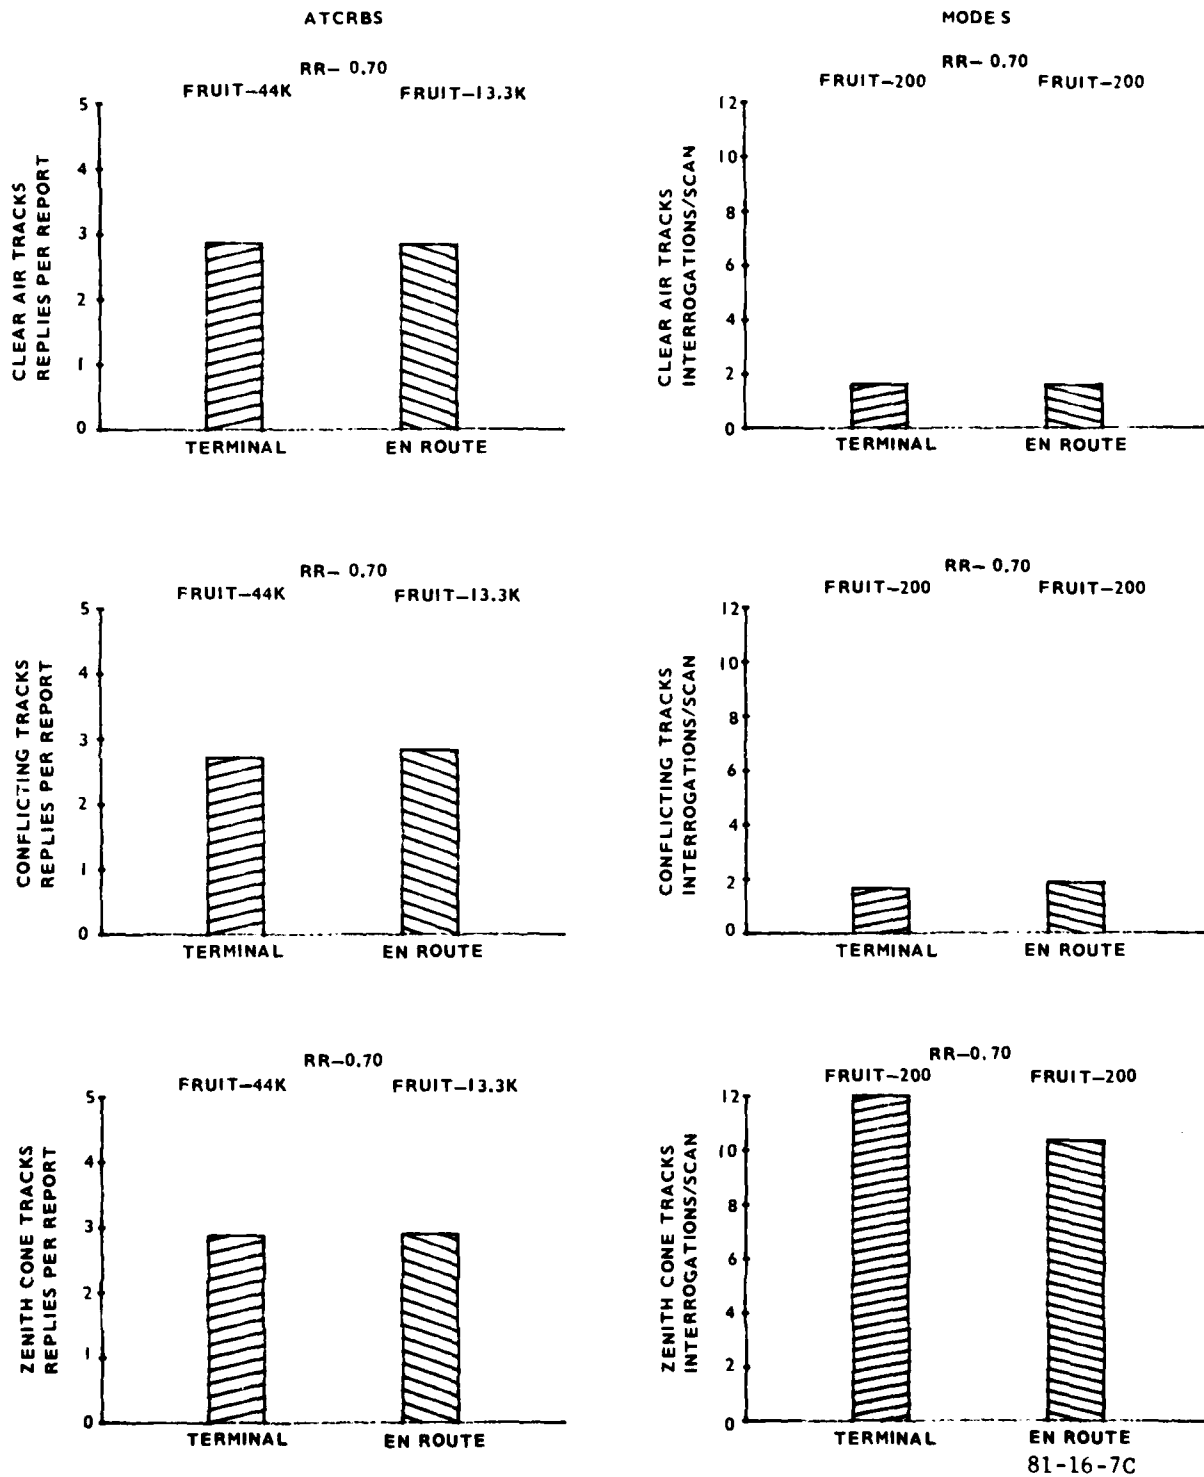 ATCRBS
RR– 0.70
FRUIT–44K FRUIT–13.3K
5
4
3
2
1
0
CLEAR AIR TRACKS
REPLIES PER REPORT
TERMINAL EN ROUTE
MODE S
RR– 0.70
FRUIT–200 FRUIT–200
12
10
8
6
4
2
0
CLEAR AIR TRACKS
INTERROGATIONS/SCAN
TERMINAL EN ROUTE
RR– 0.70
FRUIT–44K FRUIT–13.3K
5
4
3
2
1
0
CONFLICTING TRACKS
REPLIES PER REPORT
TERMINAL EN ROUTE
RR– 0.70
FRUIT–200 FRUIT–200
12
10
8
6
4
2
0
CONFLICTING TRACKS
INTERROGATIONS/SCAN
TERMINAL EN ROUTE
RR–0.70
FRUIT–44K FRUIT–13.3K
5
4
3
2
1
0
ZENITH CONE TRACKS
REPLIES PER REPORT
TERMINAL EN ROUTE
RR–0.70
FRUIT–200 FRUIT–200
12
10
8
6
4
2
0
ZENITH CONE TRACKS
INTERROGATIONS/SCAN
TERMINAL EN ROUTE
81-16-7C